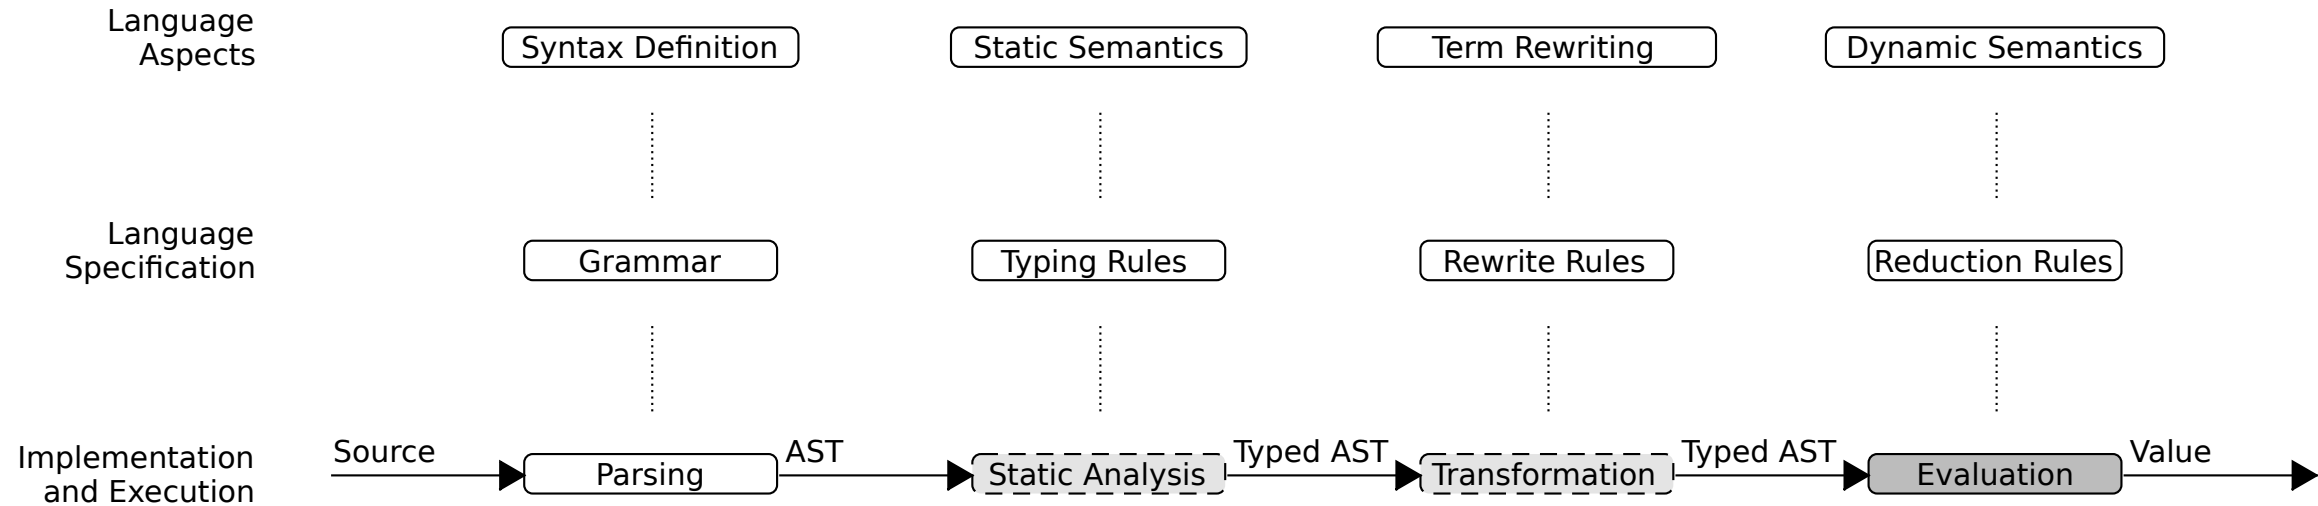 Language
Aspects
Syntax Definition
Static Semantics
Term Rewriting
Dynamic Semantics
Language
Specification
Grammar
Typing Rules
Rewrite Rules
Reduction Rules
Implementation
and Execution
Source
Parsing
AST
Static Analysis
Typed AST
Transformation
Typed AST
Evaluation
Value